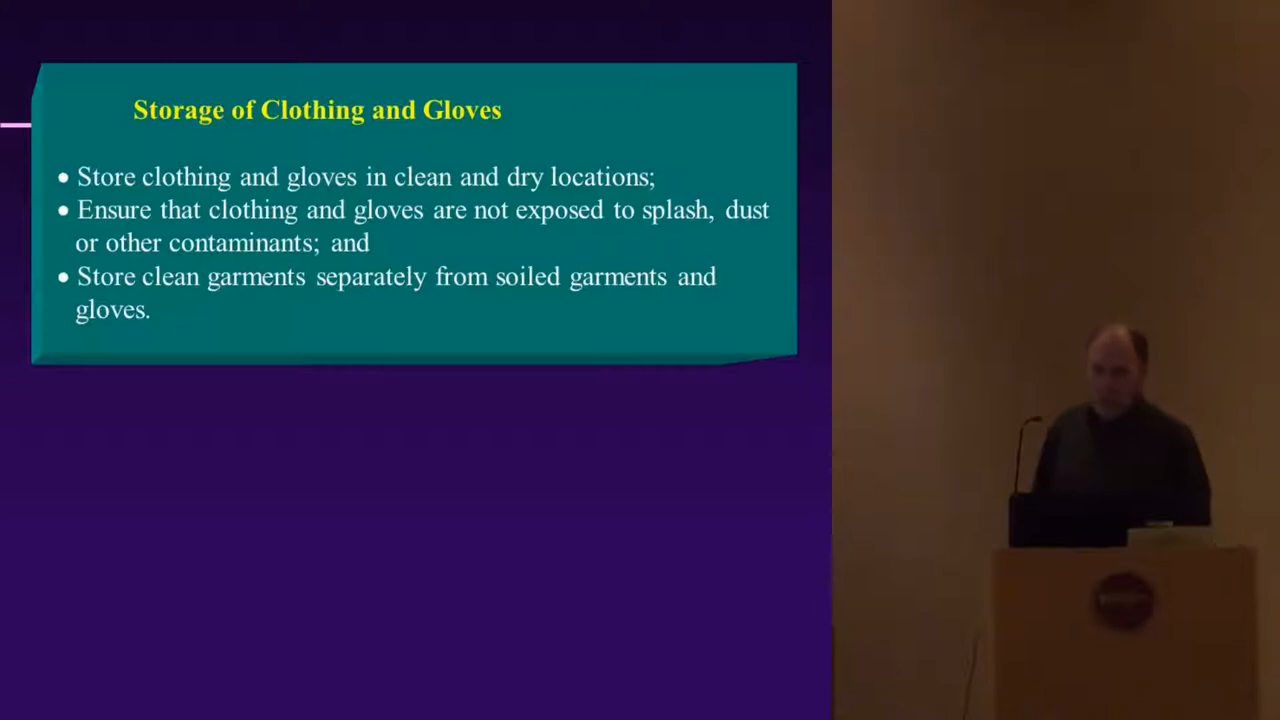 Storage of Clothing and Gloves
• Store clothing and gloves in clean and dry locations;
• Ensure that clothing and gloves are not exposed to splash, dust
or other contaminants; and
• Store clean garments separately from soiled garments and
gloves.